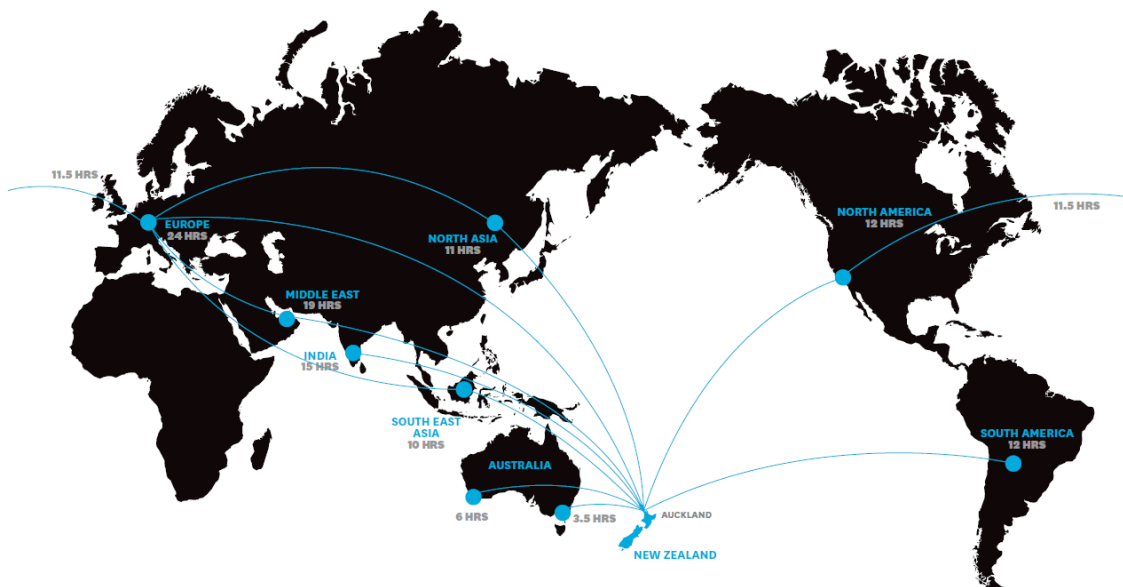 11.5 HRS
EUROPE
24 HRS
NORTH ASIA
11 HRS
NORTH AMERICA
12 HRS
11.5 HRS
MIDDLE EAST
19 HRS
INDIA
15 HRS
SOUTH EAST
ASIA
10 HRS
SOUTH AMERICA
12 HRS
AUSTRALIA
6 HRS
3.5 HRS
AUCKLAND
NEW ZEALAND